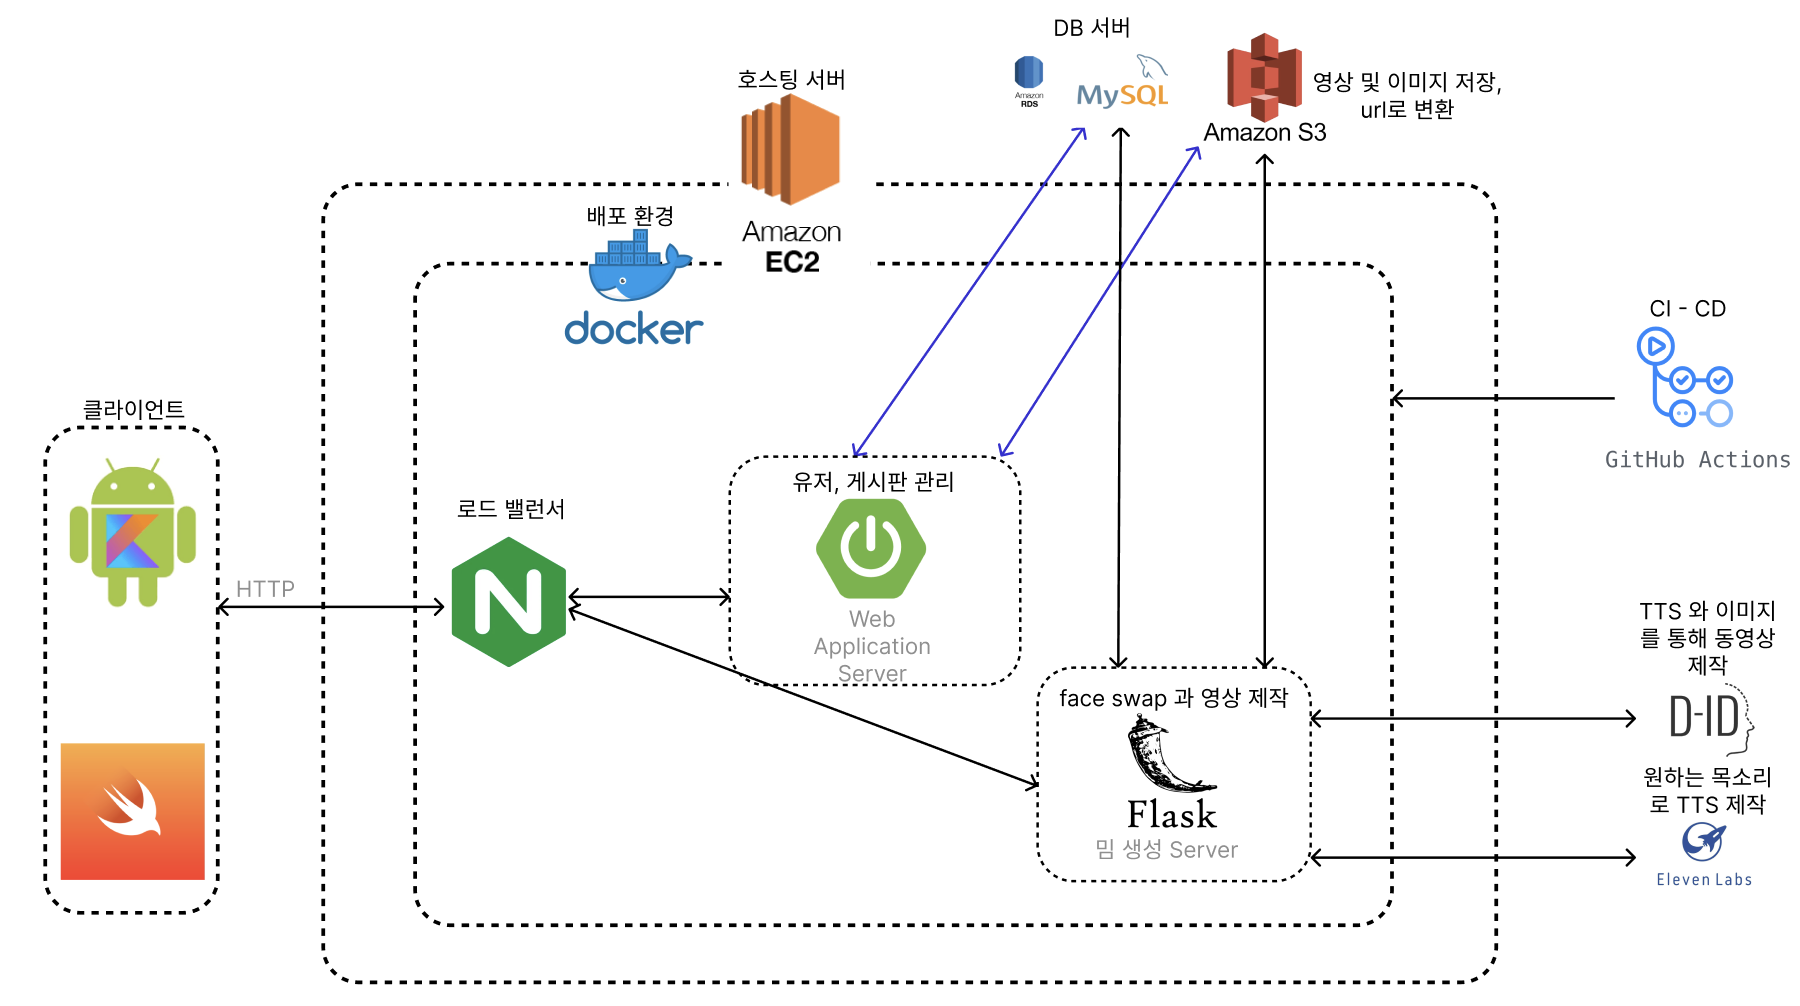 DB 서버
Amazon
RDS
MySQL
영상 및 이미지 저장,
url로 변환
Amazon S3
호스팅 서버
Amazon
EC2
배포 환경
docker
CI - CD
GitHub Actions
클라이언트
HTTP
로드 밸런서
N
유저, 게시판 관리
Web
Application
Server
face swap 과 영상 제작
Flask
밈 생성 Server
TTS 와 이미지
를 통해 동영상
제작
D-ID
원하는 목소리
로 TTS 제작
Eleven Labs